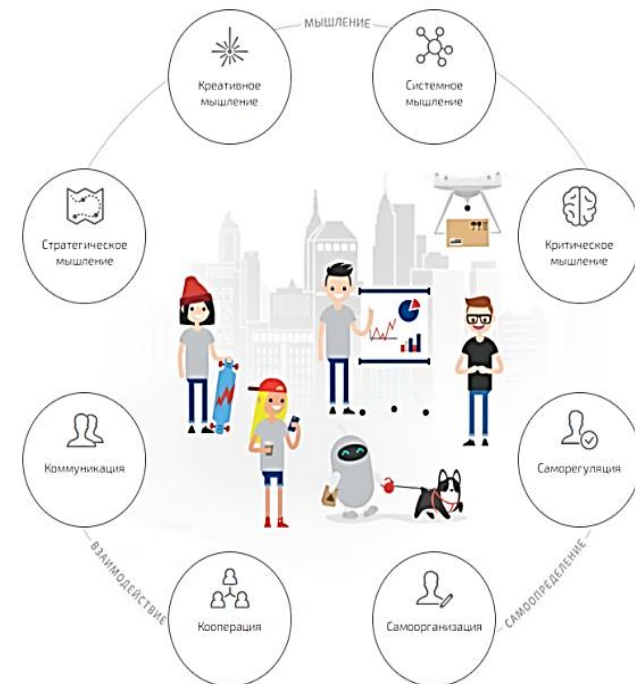 МЫШЛЕНИЕ
Креативное
мышление
Системное
мышление
Стратегическое
мышление
Критическое
мышление
Коммуникация
Саморегуляция
ВЗАИМОДЕЙСТВИЕ
Кооперация
Самоорганизация
САМООПРЕДЕЛЕНИЕ